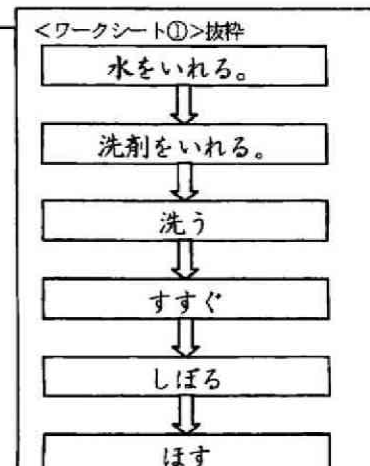 <ワークシート①>抜粋
水をいれる。
洗剤をいれる。
洗う
すすぐ
しぼる
ほす